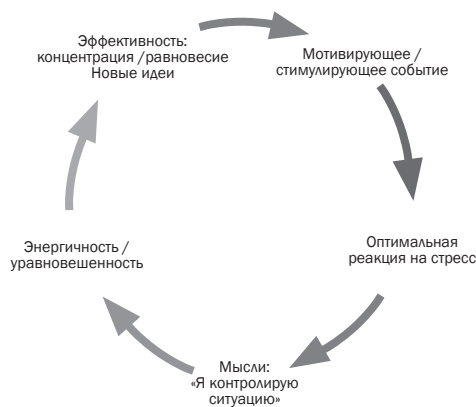 Эффективность:
концентрация /равновесие
Новые идеи
Мотивирующее /
стимулирующее событие
Оптимальная
реакция на стресс
Мысли:
«Я контролирую
ситуацию»
Энергичность /
уравновешенность